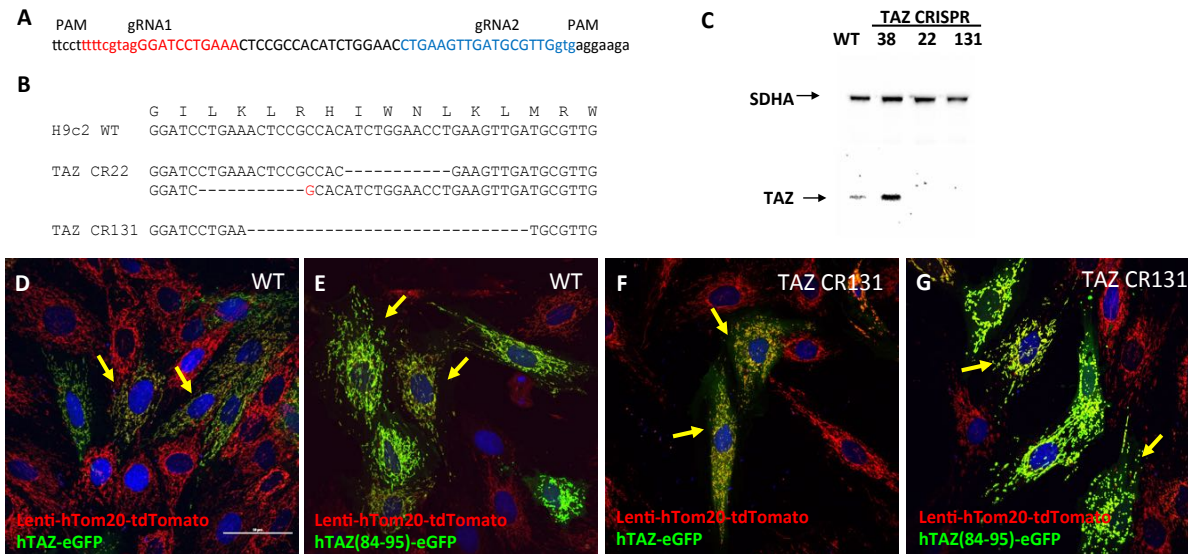 A
PAM gRNA1 gRNA2 PAM
ttccttttтcgtagGGATCCTGAAACTCCGCCACATCTGGAACCTGAAGTTGATGCGTTGgtgaggaaga
B
G I L K L R H I W N L K L M R W
H9c2 WT GGATCCTGAAACTCCGCCACATCTGGAACCTGAAGTTGATGCGTTG
TAZ CR22 GGATCCTGAAACTCCGCCAC-----------GAAGTTGATGCGTTG
GGATC-----------GCACATCTGGAACCTGAAGTTGATGCGTTG
TAZ CR131 GGATCCTGAA-----------------------------TGCGTTG
C
TAZ CRISPR
WT 38 22 131
SDHA
TAZ
D WT
Lenti-hTom20-tdTomato
hTAZ-eGFP
E WT
Lenti-hTom20-tdTomato
hTAZ(84-95)-eGFP
F TAZ CR131
Lenti-hTom20-tdTomato
hTAZ-eGFP
G TAZ CR131
Lenti-hTom20-tdTomato
hTAZ(84-95)-eGFP